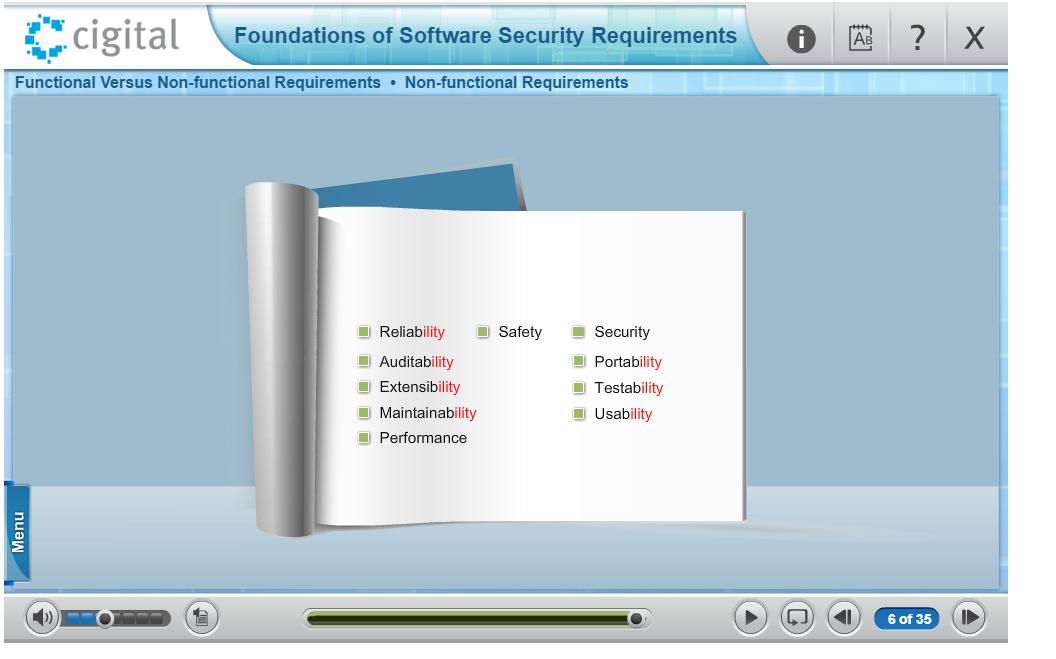 cigital
Foundations of Software Security Requirements
i
AB
?
X
Functional Versus Non-functional Requirements • Non-functional Requirements
Reliability Safety Security
Auditability Portability
Extensibility Testability
Maintainability Usability
Performance
Menu
6 of 35